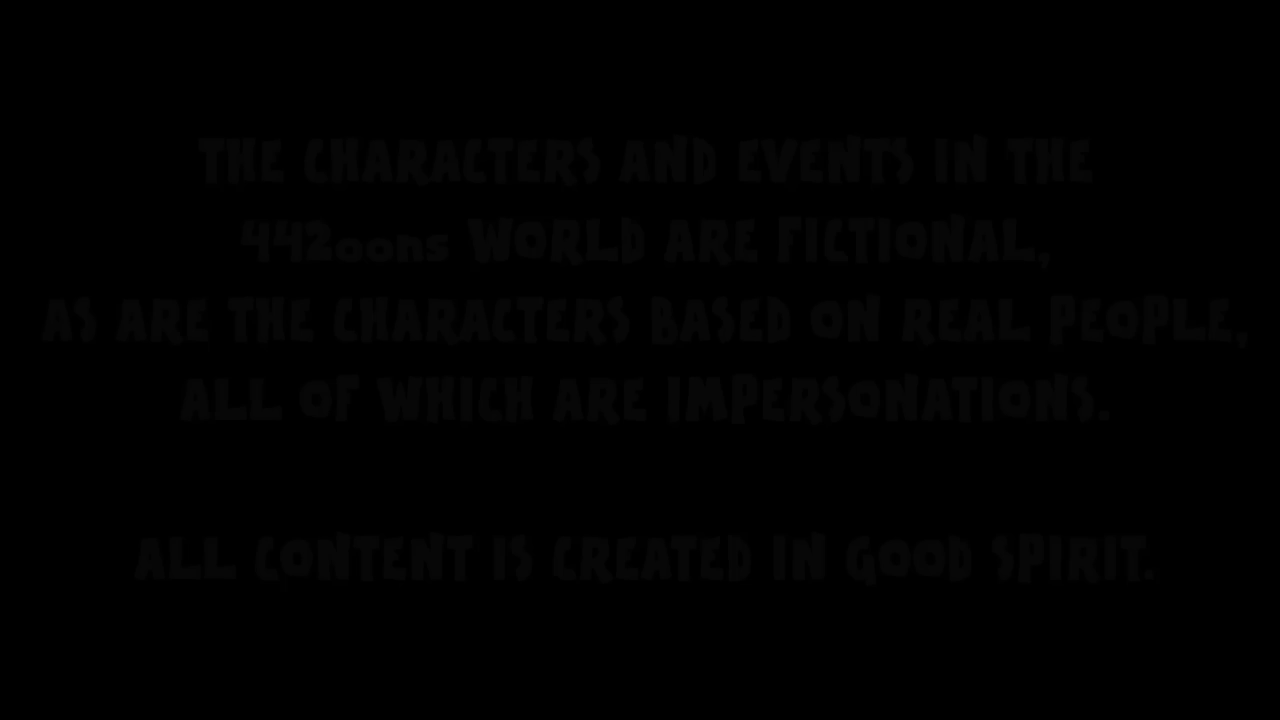 THE CHARACTERS AND EVENTS IN THE
442oons WORLD ARE FICTIONAL,
AS ARE THE CHARACTERS BASED ON REAL PEOPLE,
ALL OF WHICH ARE IMPERSONATIONS.
ALL CONTENT IS CREATED IN GOOD SPIRIT.